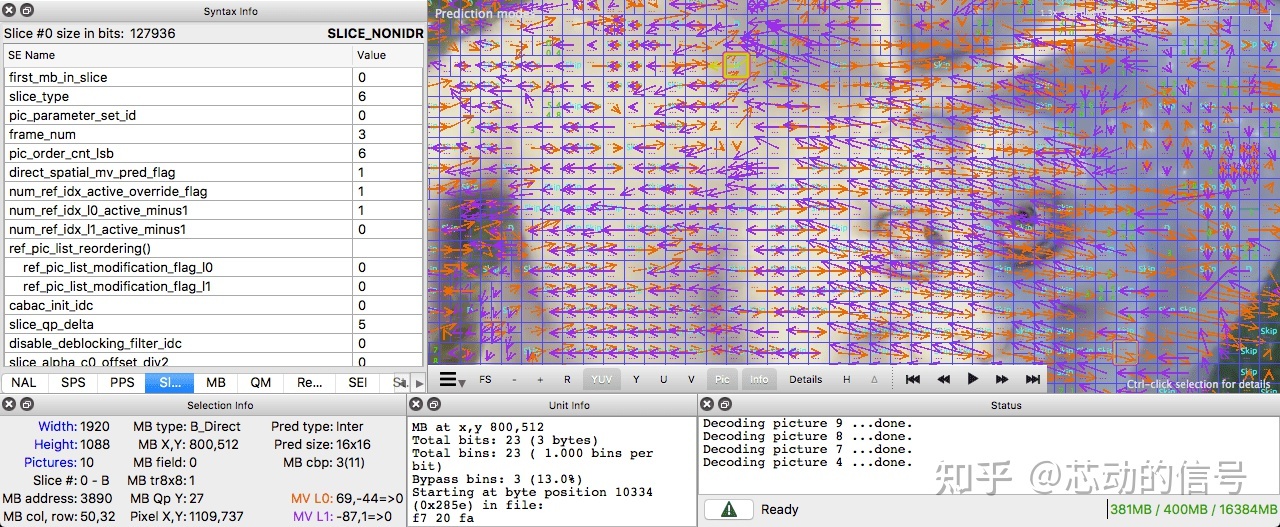 Syntax Info
Slice #0 size in bits: 127936 SLICE_NONIDR
SE Name Value
first_mb_in_slice 0
slice_type 6
pic_parameter_set_id 0
frame_num 3
pic_order_cnt_lsb 6
direct_spatial_mv_pred_flag 1
num_ref_idx_active_override_flag 1
num_ref_idx_l0_active_minus1 1
num_ref_idx_l1_active_minus1 0
ref_pic_list_reordering()
ref_pic_list_modification_flag_l0 0
ref_pic_list_modification_flag_l1 0
cabac_init_idc 0
slice_qp_delta 5
disable_deblocking_filter_idc 0
slice_alpha_c0_offset_div2 0
NAL SPS PPS Sl... MB QM Re... SEI
Prediction mode
Skip
Ctrl-click selection for details
FS - + R YUV Y U V Pic Info Details H Δ
Selection Info
Width: 1920 MB type: B_Direct Pred type: Inter
Height: 1088 MB X,Y: 800,512 Pred size: 16x16
Pictures: 10 MB field: 0 MB cbp: 3(11)
Slice #: 0 - B MB tr8x8: 1
MB address: 3890 MB Qp Y: 27 MV L0: 69,-44=>0
MB col, row: 50,32 Pixel X,Y: 1109,737 MV L1: -87,1=>0
Unit Info
MB at x,y 800,512
Total bits: 23 (3 bytes)
Total bins: 23 ( 1.000 bins per
bit)
Bypass bins: 3 (13.0%)
Starting at byte position 10334
(0x285e) in file:
f7 20 fa
Status
Decoding picture 9 ...done.
Decoding picture 8 ...done.
Decoding picture 7 ...done.
Decoding picture 4 ...done.
Ready
381MB / 400MB / 16384MB
知乎 @芯动的信号